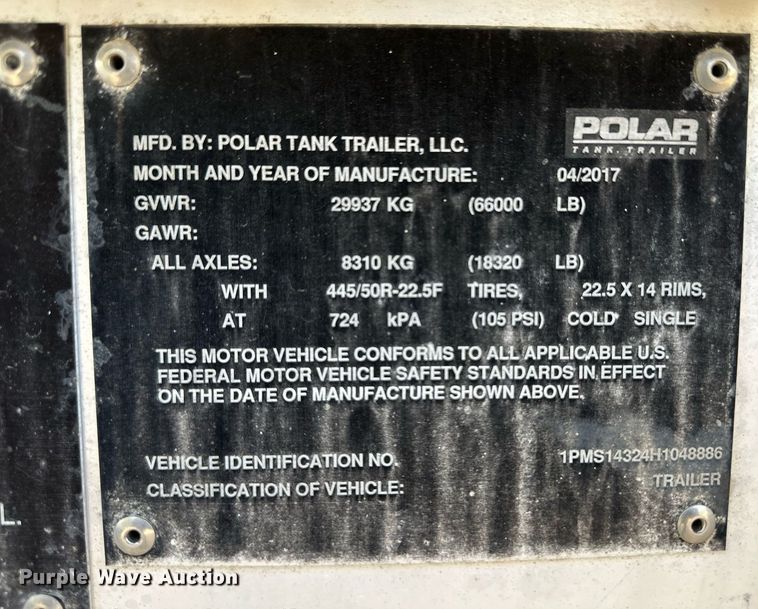 POLAR
TANK. TRAILER
MFD. BY: POLAR TANK TRAILER, LLC.
MONTH AND YEAR OF MANUFACTURE: 04/2017
GVWR: 29937 KG (66000 LB)
GAWR:
ALL AXLES: 8310 KG (18320 LB)
WITH 445/50R-22.5F TIRES, 22.5 X 14 RIMS,
AT 724 kPA (105 PSI) COLD SINGLE
THIS MOTOR VEHICLE CONFORMS TO ALL APPLICABLE U.S.
FEDERAL MOTOR VEHICLE SAFETY STANDARDS IN EFFECT
ON THE DATE OF MANUFACTURE SHOWN ABOVE.
VEHICLE IDENTIFICATION NO. 1PMS14324H1048886
CLASSIFICATION OF VEHICLE: TRAILER
L.
Purple Wave Auction